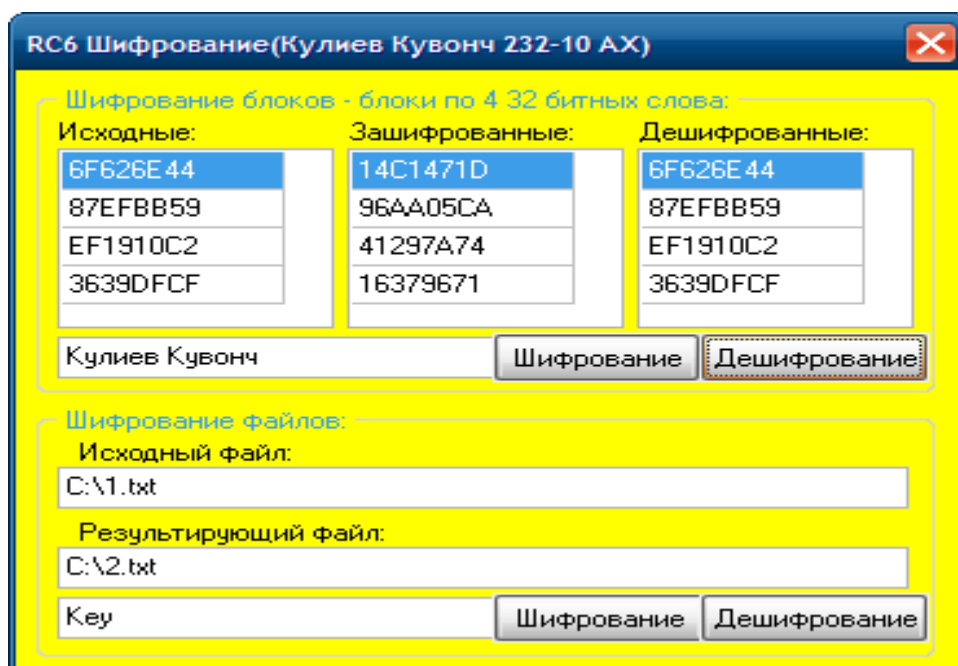 RC6 Шифрование(Кулиев Кувонч 232-10 АХ)
Шифрование блоков - блоки по 4 32 битных слова:
Исходные: Зашифрованные: Дешифрованные:
6F626E44 14C1471D 6F626E44
87EFBB59 96AA05CA 87EFBB59
EF1910C2 41297A74 EF1910C2
3639DFCF 16379671 3639DFCF
Кулиев Кувонч Шифрование Дешифрование
Шифрование файлов:
Исходный файл:
C:\1.txt
Результирующий файл:
C:\2.txt
Key Шифрование Дешифрование